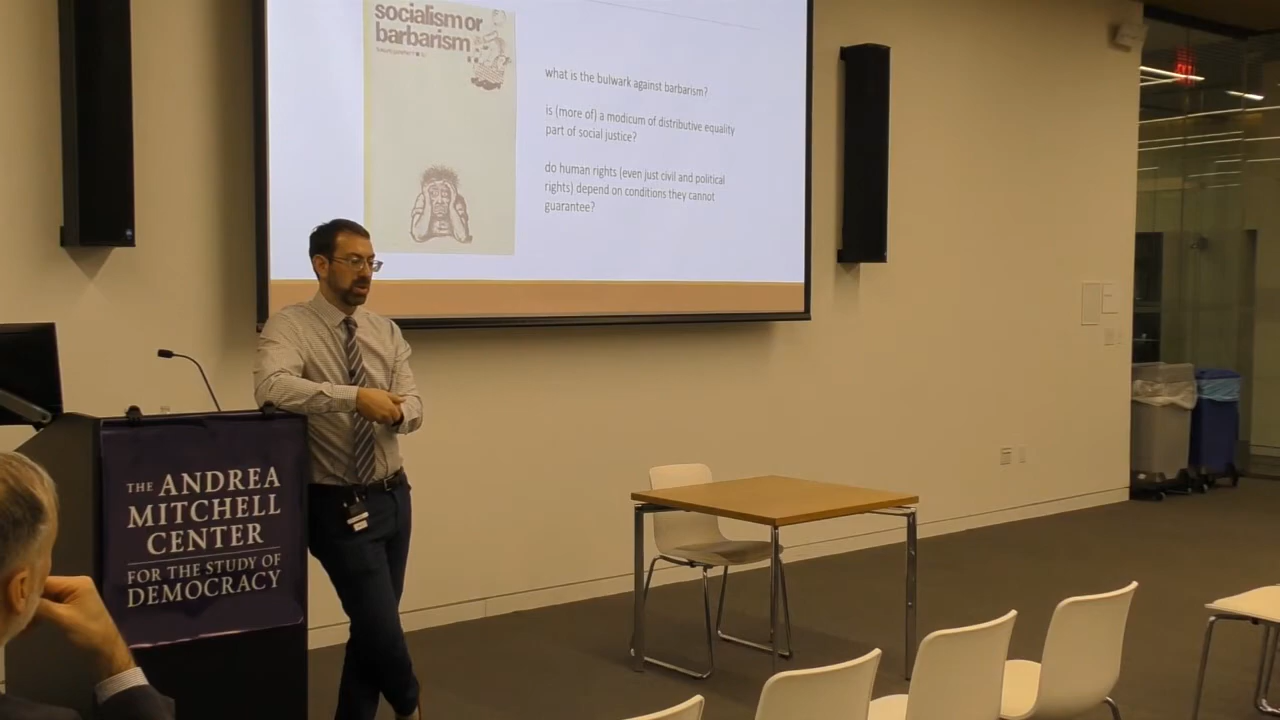 socialism or
barbarism
what is the bulwark against barbarism?
is (more of) a modicum of distributive equality
part of social justice?
do human rights (even just civil and political
rights) depend on conditions they cannot
guarantee?
EXIT
THE ANDREA
MITCHELL
CENTER
FOR THE STUDY OF
DEMOCRACY